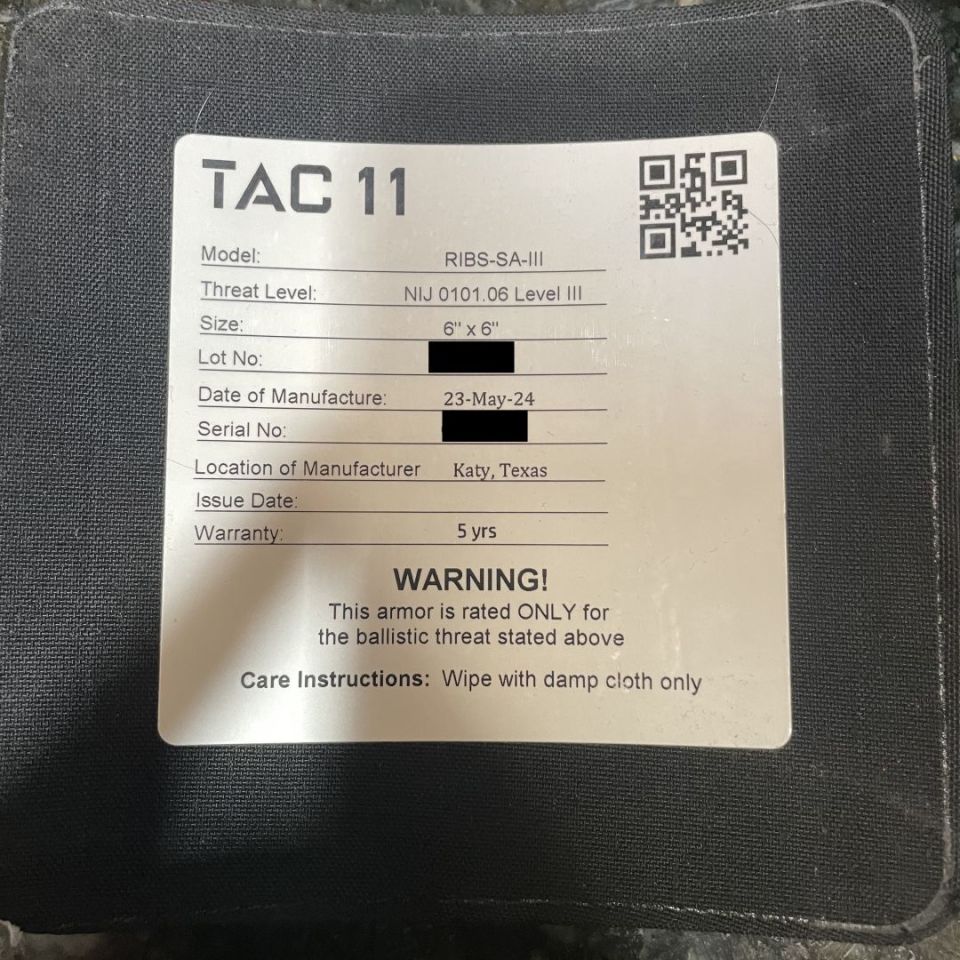 TAC 11
Model: RIBS-SA-III
Threat Level: NIJ 0101.06 Level III
Size: 6" x 6"
Lot No:
Date of Manufacture: 23-May-24
Serial No:
Location of Manufacturer Katy, Texas
Issue Date:
Warranty: 5 yrs
WARNING!
This armor is rated ONLY for
the ballistic threat stated above
Care Instructions: Wipe with damp cloth only